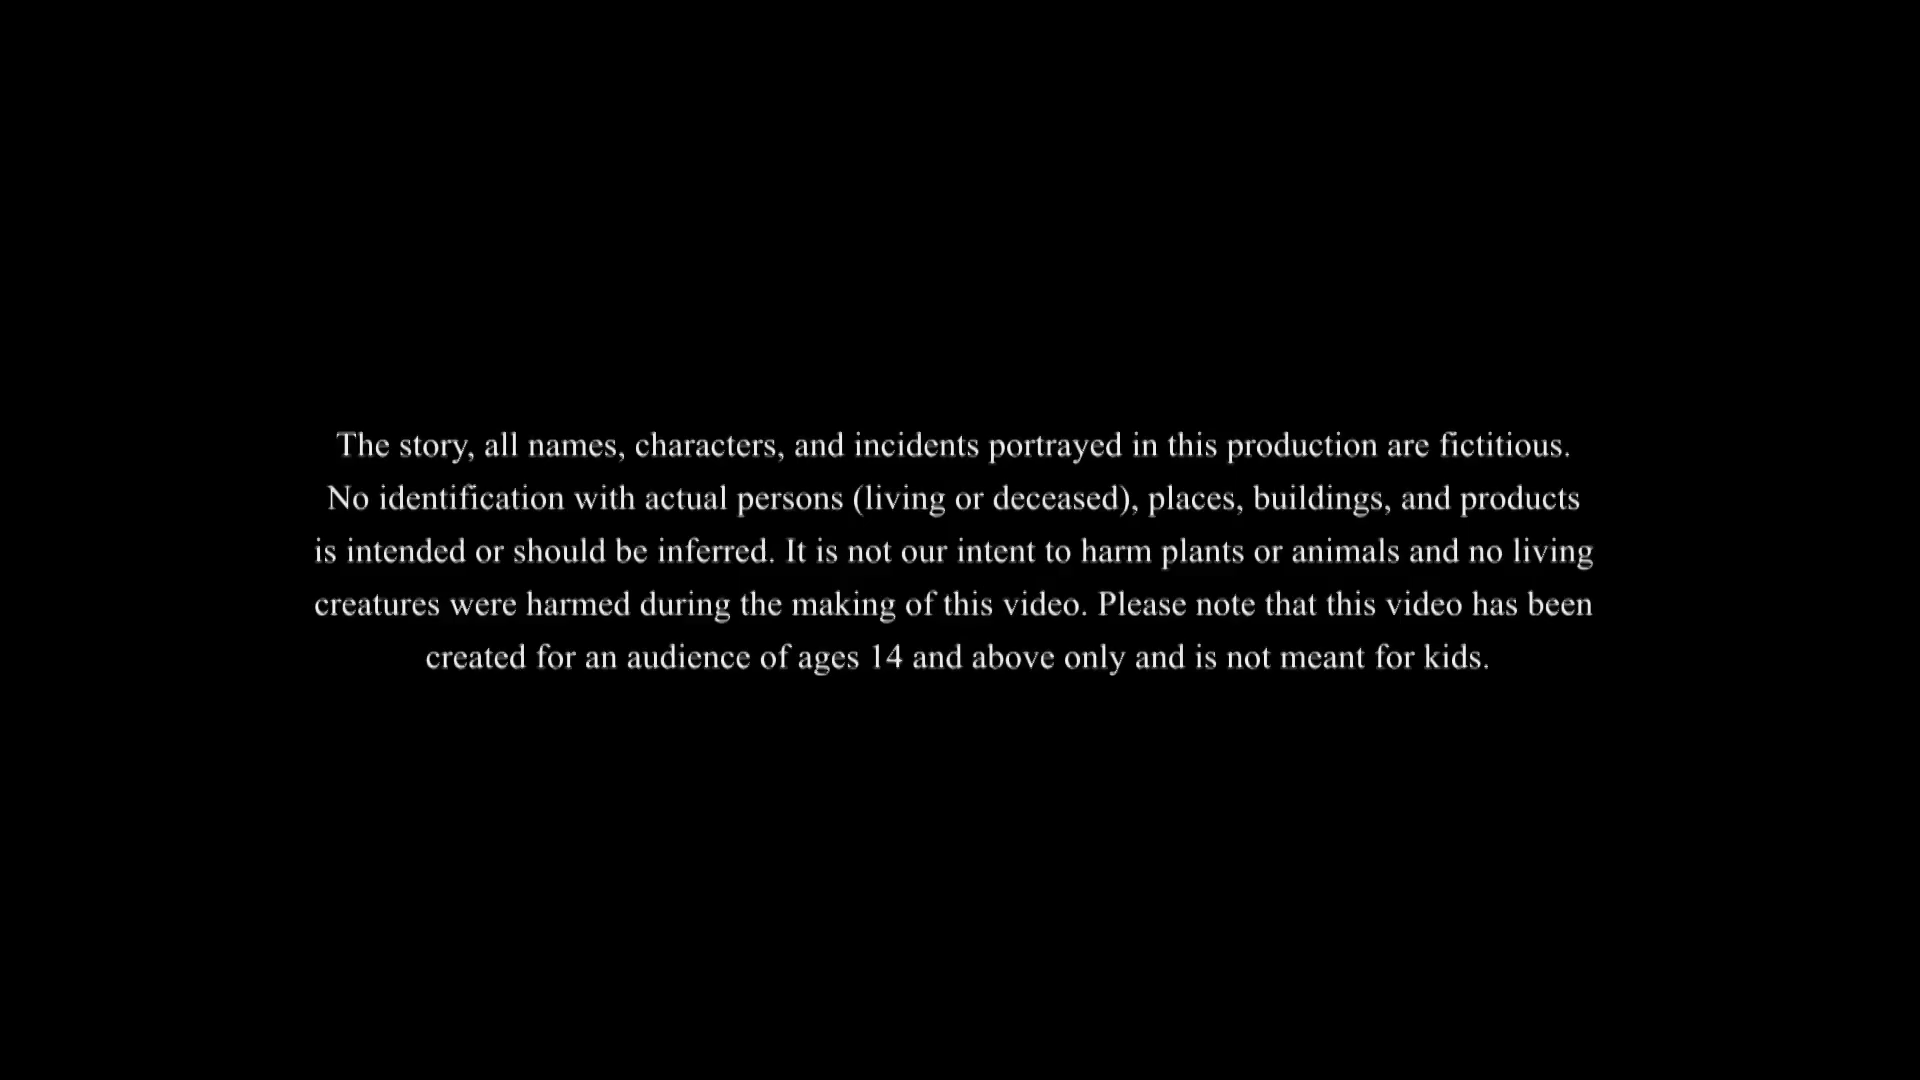 The story, all names, characters, and incidents portrayed in this production are fictitious.
No identification with actual persons (living or deceased), places, buildings, and products
is intended or should be inferred. It is not our intent to harm plants or animals and no living
creatures were harmed during the making of this video. Please note that this video has been
created for an audience of ages 14 and above only and is not meant for kids.